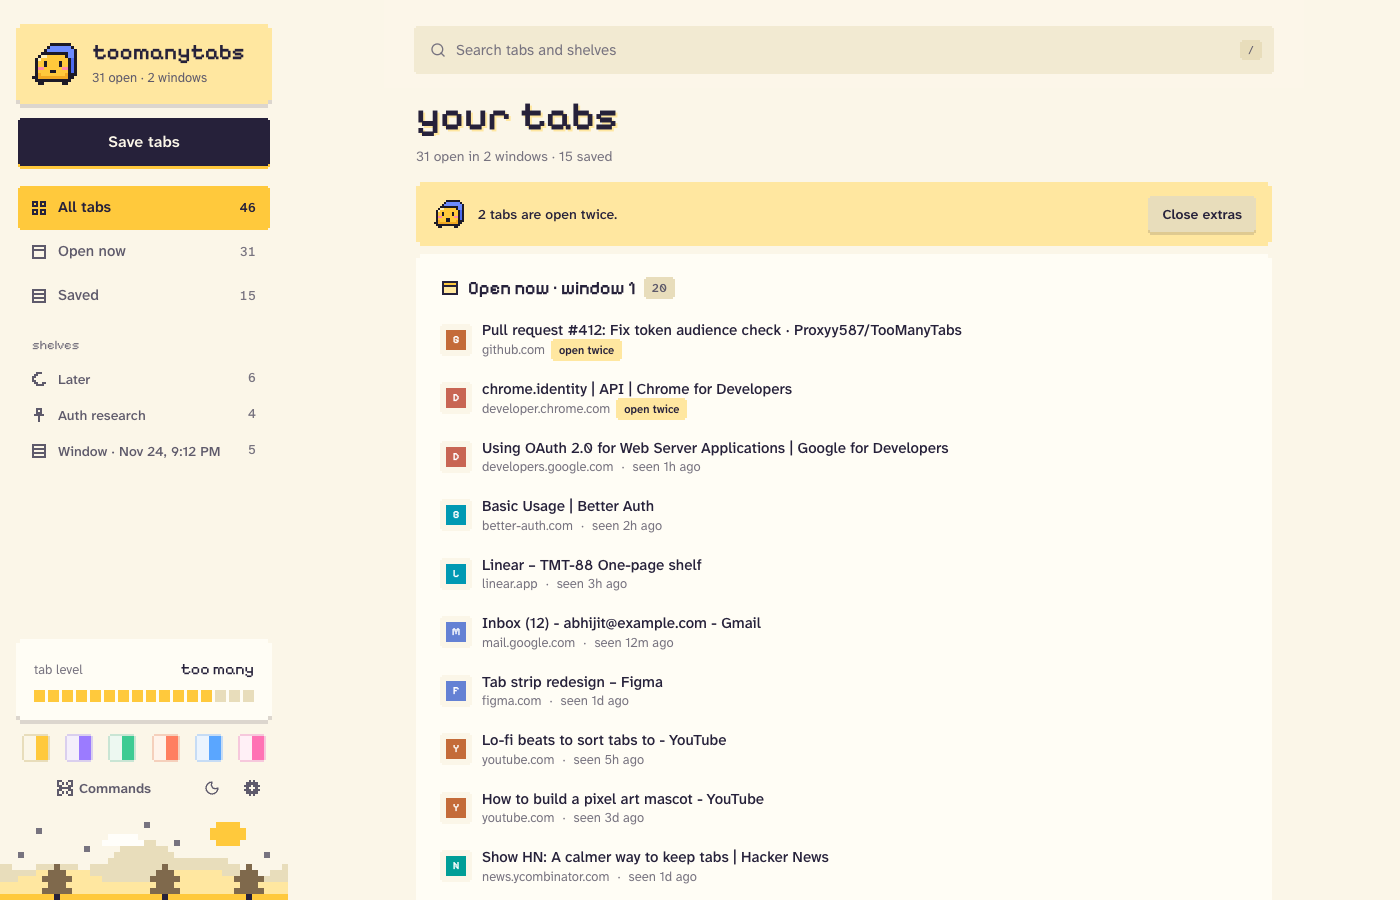 toomanytabs
31 open · 2 windows
Save tabs
All tabs 46
Open now 31
Saved 15
shelves
Later 6
Auth research 4
Window · Nov 24, 9:12 PM 5
tab level too many
Commands
Search tabs and shelves /
your tabs
31 open in 2 windows · 15 saved
2 tabs are open twice. Close extras
Open now · window 1 20
G Pull request #412: Fix token audience check · Proxyy587/TooManyTabs
github.com open twice
D chrome.identity | API | Chrome for Developers
developer.chrome.com open twice
D Using OAuth 2.0 for Web Server Applications | Google for Developers
developers.google.com · seen 1h ago
B Basic Usage | Better Auth
better-auth.com · seen 2h ago
L Linear – TMT-88 One-page shelf
linear.app · seen 3h ago
M Inbox (12) - abhijit@example.com - Gmail
mail.google.com · seen 12m ago
F Tab strip redesign – Figma
figma.com · seen 1d ago
Y Lo-fi beats to sort tabs to - YouTube
youtube.com · seen 5h ago
Y How to build a pixel art mascot - YouTube
youtube.com · seen 3d ago
N Show HN: A calmer way to keep tabs | Hacker News
news.ycombinator.com · seen 1d ago